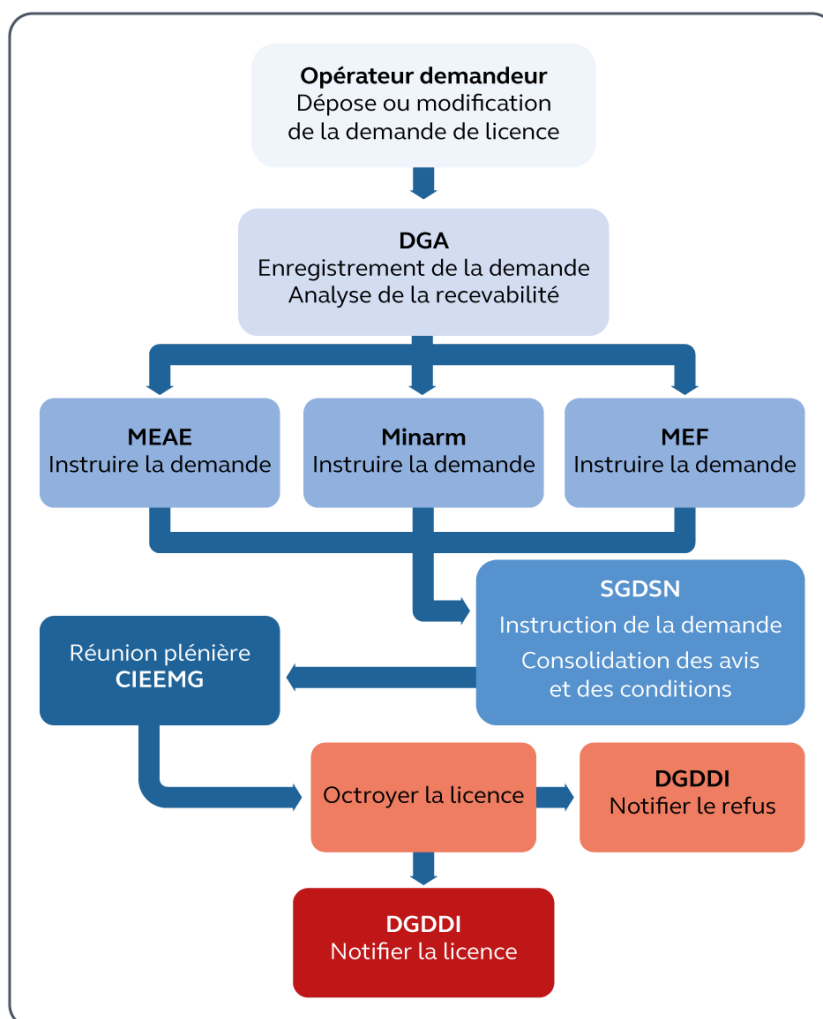 Opérateur demandeur
Dépose ou modification
de la demande de licence
DGA
Enregistrement de la demande
Analyse de la recevabilité
MEAE
Instruire la demande
Minarm
Instruire la demande
MEF
Instruire la demande
SGDSN
Instruction de la demande
Consolidation des avis
et des conditions
Réunion plénière
CIEEMG
Octroyer la licence
DGDDI
Notifier le refus
DGDDI
Notifier la licence